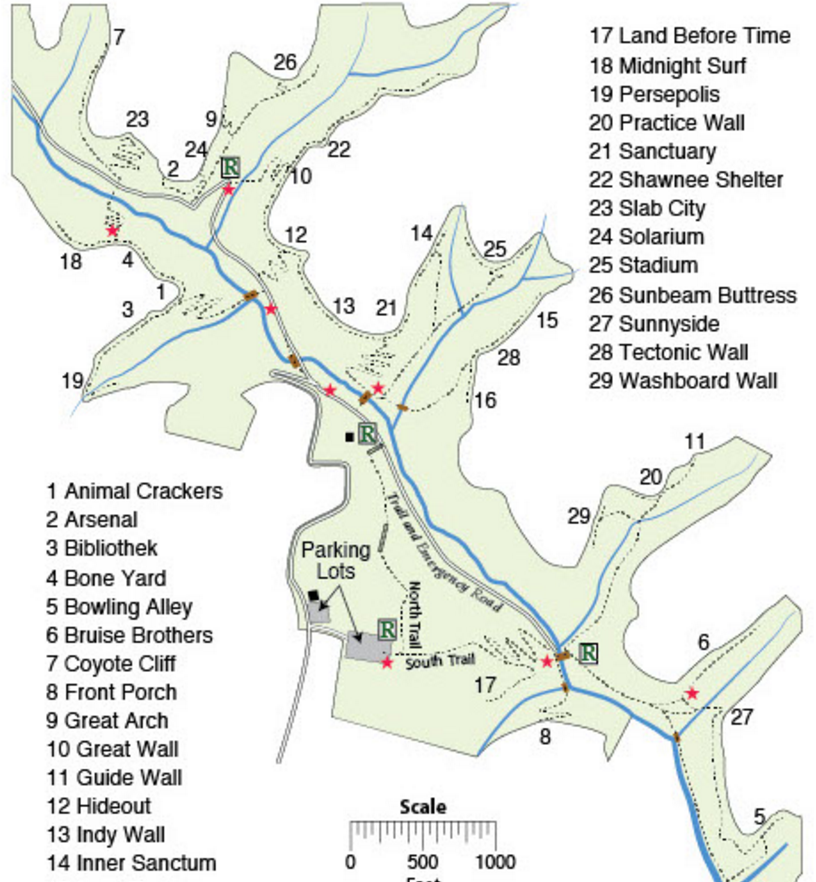 17 Land Before Time
18 Midnight Surf
19 Persepolis
20 Practice Wall
21 Sanctuary
22 Shawnee Shelter
23 Slab City
24 Solarium
25 Stadium
26 Sunbeam Buttress
27 Sunnyside
28 Tectonic Wall
29 Washboard Wall
7
26
23
9
24
2
R
22
10
18
4
12
14
25
1
3
13
21
15
19
28
16
R
11
20
29
1 Animal Crackers
2 Arsenal
3 Bibliothek
4 Bone Yard
5 Bowling Alley
6 Bruise Brothers
7 Coyote Cliff
8 Front Porch
9 Great Arch
10 Great Wall
11 Guide Wall
12 Hideout
13 Indy Wall
14 Inner Sanctum
Trail and Emergency Road
Parking
Lots
North Trail
R
South Trail
R
17
8
6
27
5
Scale
0 500 1000